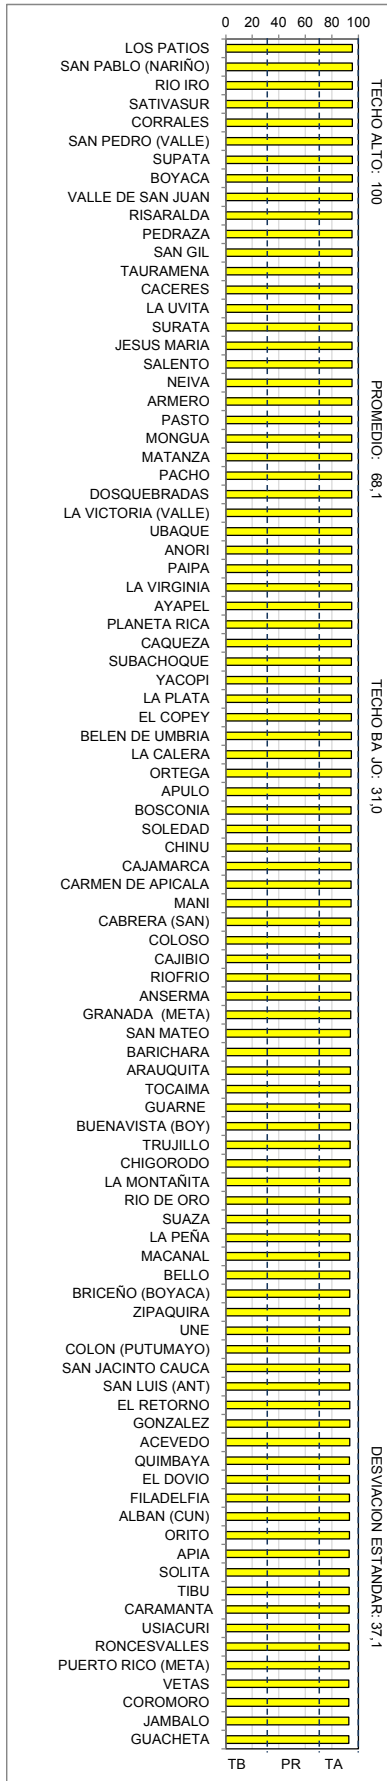 0 20 40 60 80 100
LOS PATIOS
SAN PABLO (NARIÑO)
RIO IRO
SATIVASUR
CORRALES
SAN PEDRO (VALLE)
SUPATA
BOYACA
VALLE DE SAN JUAN
RISARALDA
PEDRAZA
SAN GIL
TAURAMENA
CACERES
LA UVITA
SURATA
JESUS MARIA
SALENTO
NEIVA
ARMERO
PASTO
MONGUA
MATANZA
PACHO
DOSQUEBRADAS
LA VICTORIA (VALLE)
UBAQUE
ANORI
PAIPA
LA VIRGINIA
AYAPEL
PLANETA RICA
CAQUEZA
SUBACHOQUE
YACOPI
LA PLATA
EL COPEY
BELEN DE UMBRIA
LA CALERA
ORTEGA
APULO
BOSCONIA
SOLEDAD
CHINU
CAJAMARCA
CARMEN DE APICALA
MANI
CABRERA (SAN)
COLOSO
CAJIBIO
RIOFRIO
ANSERMA
GRANADA (META)
SAN MATEO
BARICHARA
ARAUQUITA
TOCAIMA
GUARNE
BUENAVISTA (BOY)
TRUJILLO
CHIGORODO
LA MONTAÑITA
RIO DE ORO
SUAZA
LA PEÑA
MACANAL
BELLO
BRICEÑO (BOYACA)
ZIPAQUIRA
UNE
COLON (PUTUMAYO)
SAN JACINTO CAUCA
SAN LUIS (ANT)
EL RETORNO
GONZALEZ
ACEVEDO
QUIMBAYA
EL DOVIO
FILADELFIA
ALBAN (CUN)
ORITO
APIA
SOLITA
TIBU
CARAMANTA
USIACURI
RONCESVALLES
PUERTO RICO (META)
VETAS
COROMORO
JAMBALO
GUACHETA
TB PR TA
TECHO ALTO: 100
PROMEDIO: 68,1
TECHO BA JO: 31,0
DESVIACION ESTANDAR: 37,1